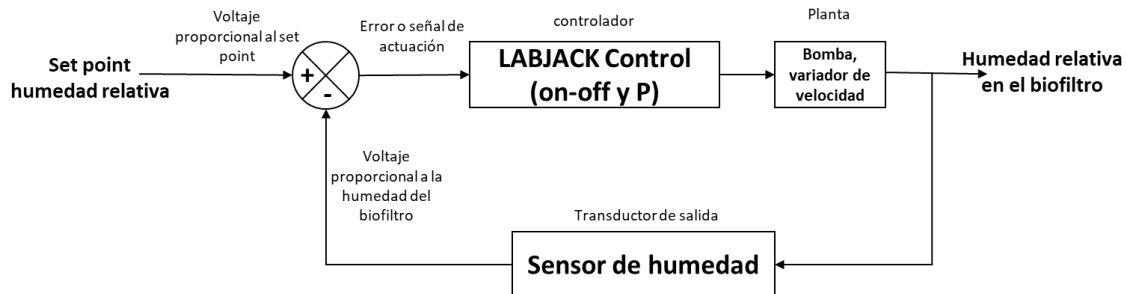 Set point
humedad relativa
Voltaje
proporcional al set
point
+
-
Error o señal de
actuación
controlador
LABJACK Control
(on-off y P)
Planta
Bomba,
variador de
velocidad
Humedad relativa
en el biofiltro
Voltaje
proporcional a la
humedad del
biofiltro
Transductor de salida
Sensor de humedad